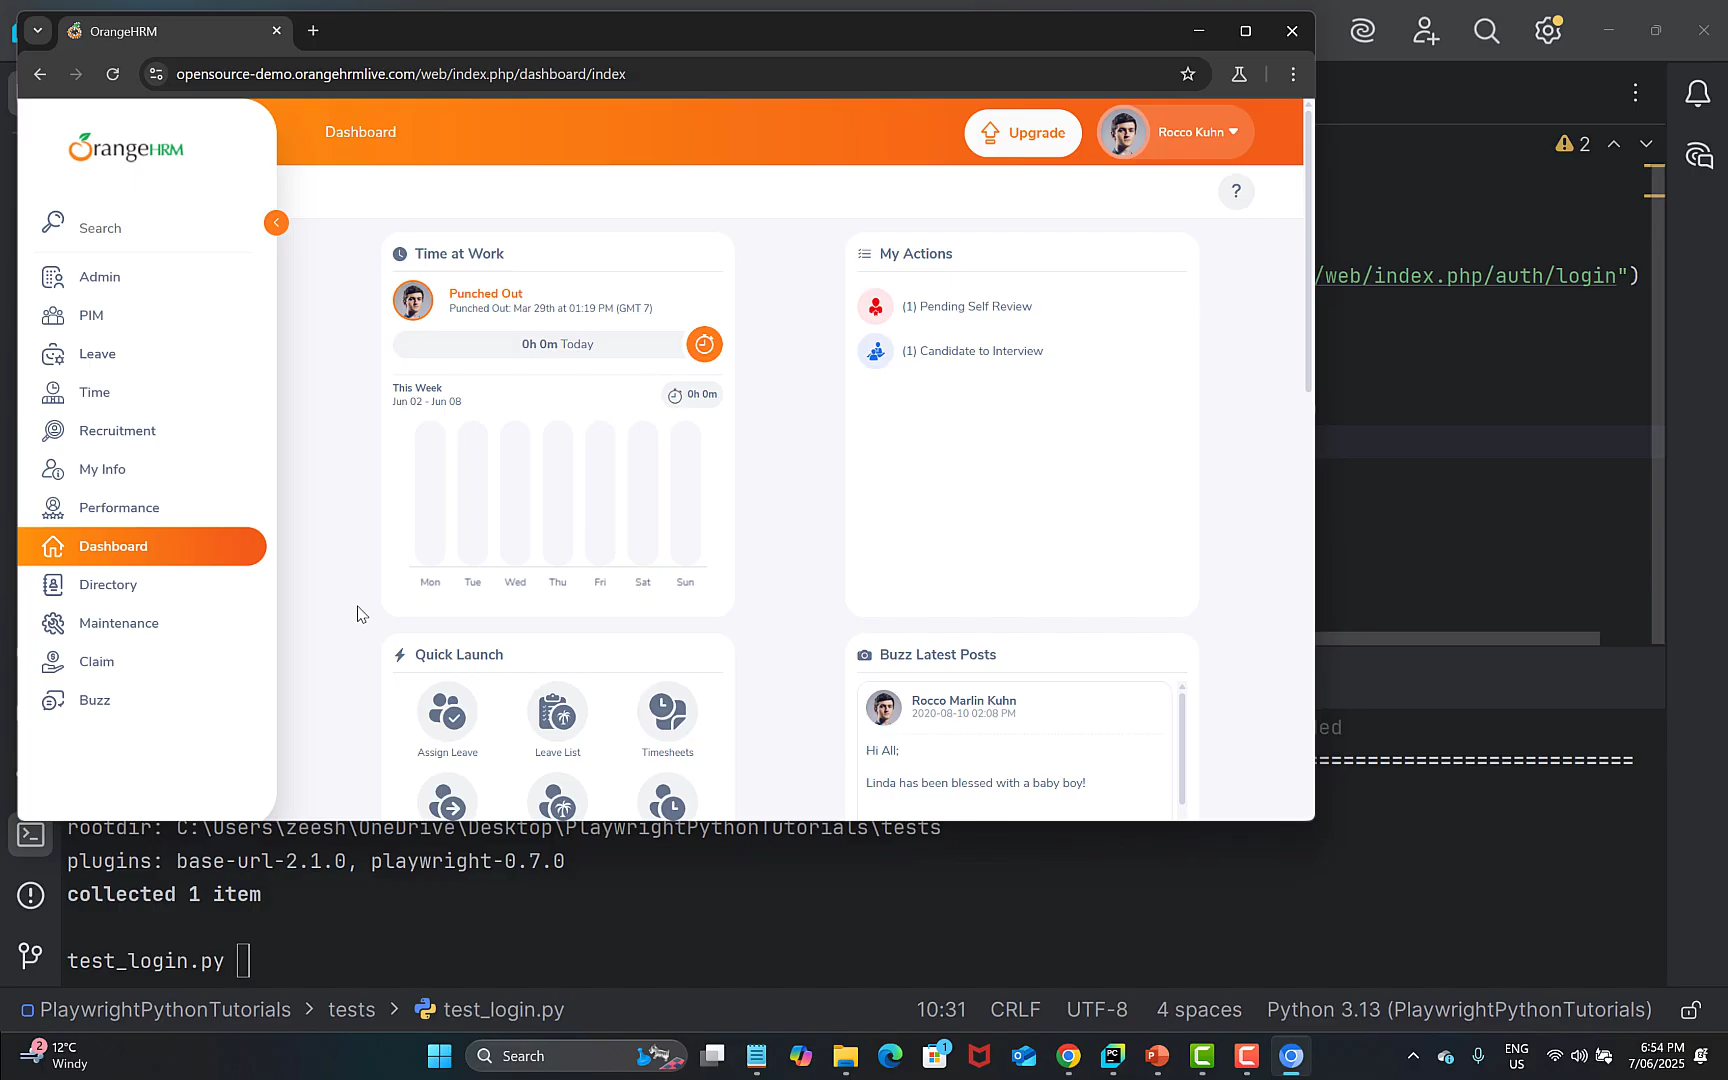 OrangeHRM
opensource-demo.orangehrmlive.com/web/index.php/dashboard/index
OrangeHRM
Dashboard
Upgrade
Rocco Kuhn
?
Search
Admin
PIM
Leave
Time
Recruitment
My Info
Performance
Dashboard
Directory
Maintenance
Claim
Buzz
Time at Work
Punched Out
Punched Out: Mar 29th at 01:19 PM (GMT 7)
0h 0m Today
This Week
Jun 02 - Jun 08
0h 0m
Mon Tue Wed Thu Fri Sat Sun
My Actions
(1) Pending Self Review
(1) Candidate to Interview
Quick Launch
Assign Leave
Leave List
Timesheets
Buzz Latest Posts
Rocco Marlin Kuhn
2020-08-10 02:08 PM
Hi All;
Linda has been blessed with a baby boy!
2
/web/index.php/auth/login")
ed
===========================
rootdir: C:\Users\zeesh\OneDrive\Desktop\PlaywrightPythonTutorials\tests
plugins: base-url-2.1.0, playwright-0.7.0
collected 1 item
test_login.py
PlaywrightPythonTutorials > tests > test_login.py
10:31 CRLF UTF-8 4 spaces Python 3.13 (PlaywrightPythonTutorials)
2
12°C
Windy
Search
1
ENG
US
6:54 PM
7/06/2025